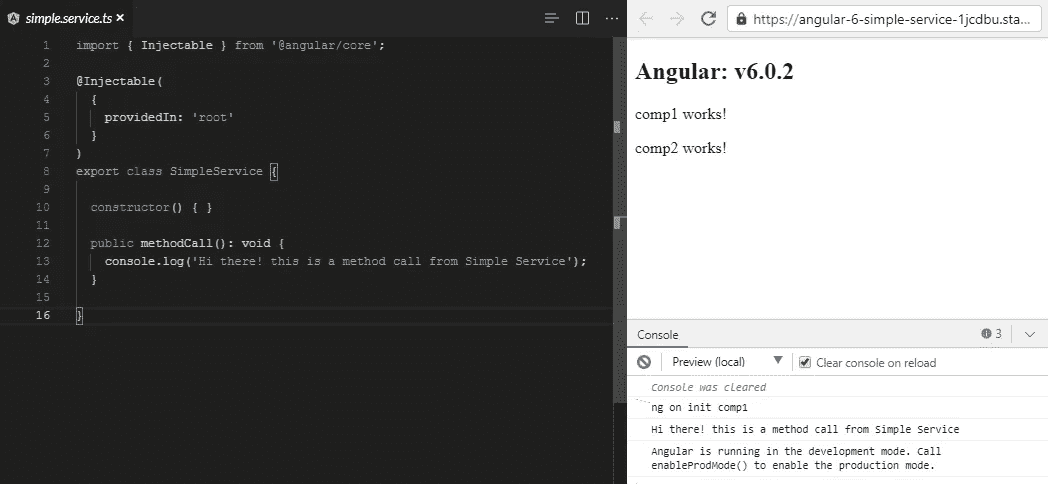 simple.service.ts ×
1 import { Injectable } from '@angular/core';
2
3 @Injectable(
4 {
5 providedIn: 'root'
6 }
7 )
8 export class SimpleService {
9
10 constructor() { }
11
12 public methodCall(): void {
13 console.log('Hi there! this is a method call from Simple Service');
14 }
15
16 }
https://angular-6-simple-service-1jcdbu.sta...
Angular: v6.0.2
comp1 works!
comp2 works!
Console 3
Preview (local) Clear console on reload
Console was cleared
ng on init comp1
Hi there! this is a method call from Simple Service
Angular is running in the development mode. Call
enableProdMode() to enable the production mode.